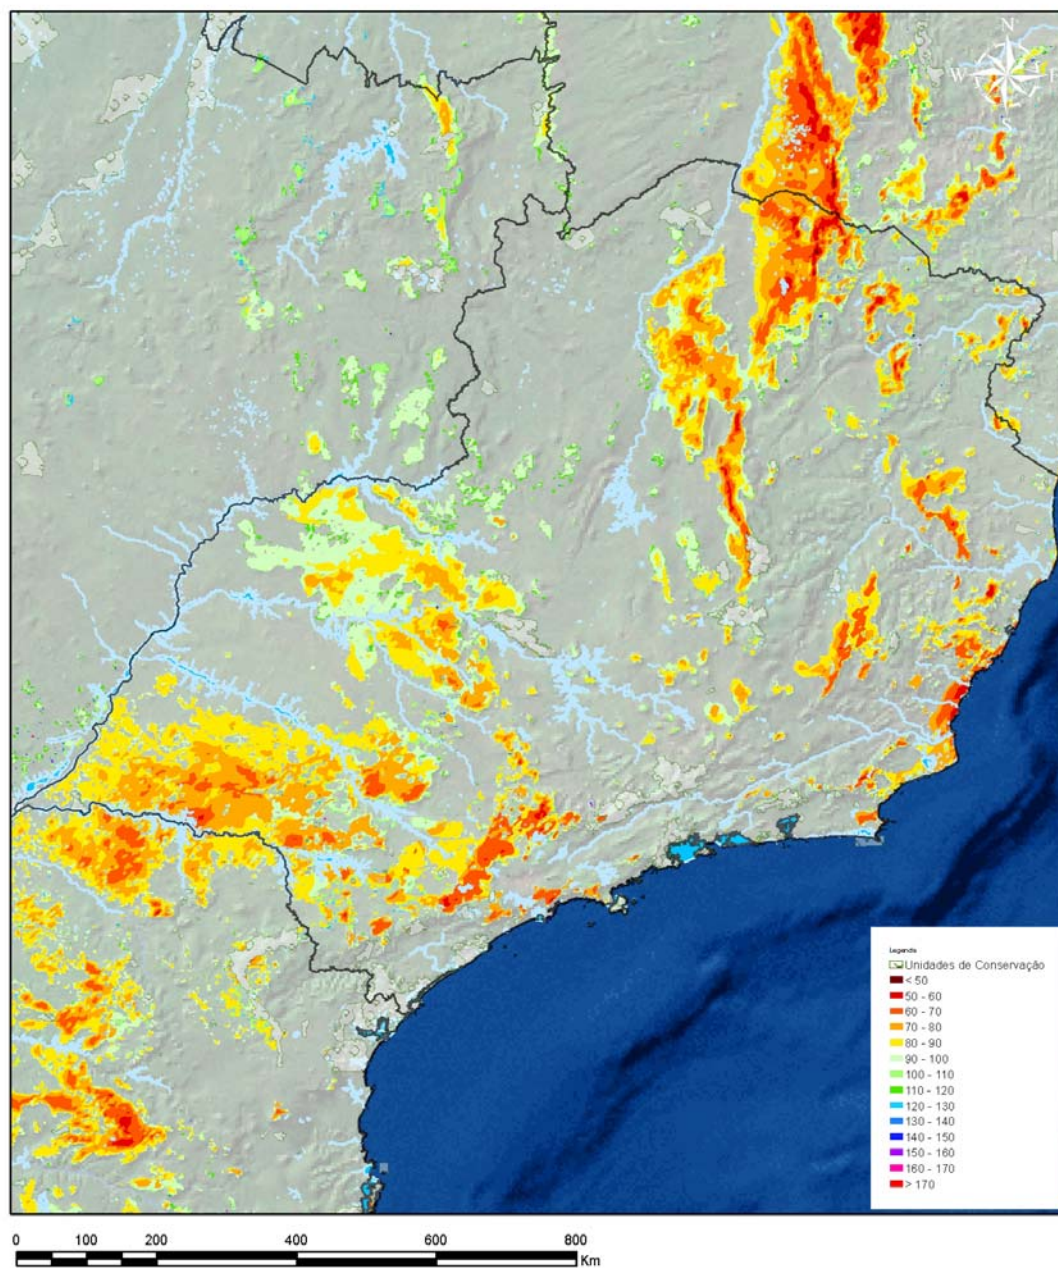 N
W
E
S
Legenda
Unidades de Conservação
< 50
50 - 60
60 - 70
70 - 80
80 - 90
90 - 100
100 - 110
110 - 120
120 - 130
130 - 140
140 - 150
150 - 160
160 - 170
> 170
0 50 100 200 400 600 800
Km